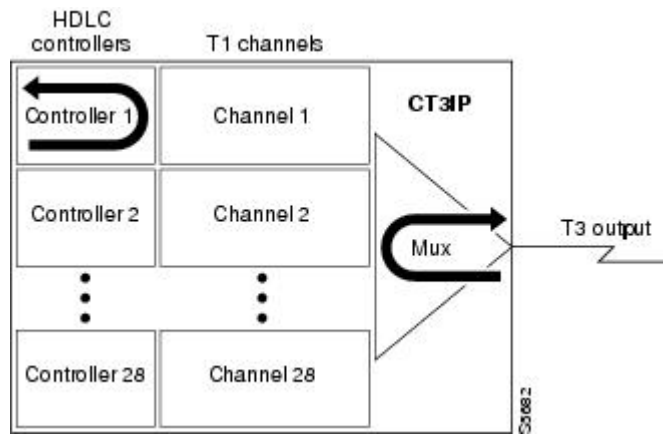 HDLC
controllers
T1 channels
CT3IP
Controller 1
Channel 1
Controller 2
Channel 2
Mux
T3 output
Controller 28
Channel 28
S5682